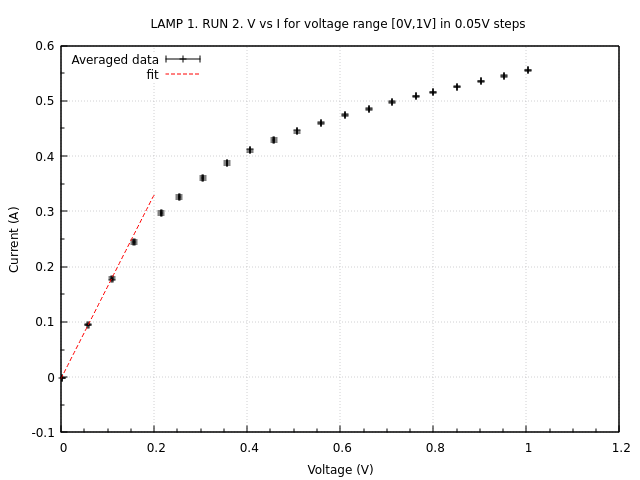 LAMP 1. RUN 2. V vs I for voltage range [0V,1V] in 0.05V steps
Averaged data
fit
0.6
0.5
0.4
0.3
0.2
0.1
0
-0.1
Current (A)
0 0.2 0.4 0.6 0.8 1 1.2
Voltage (V)